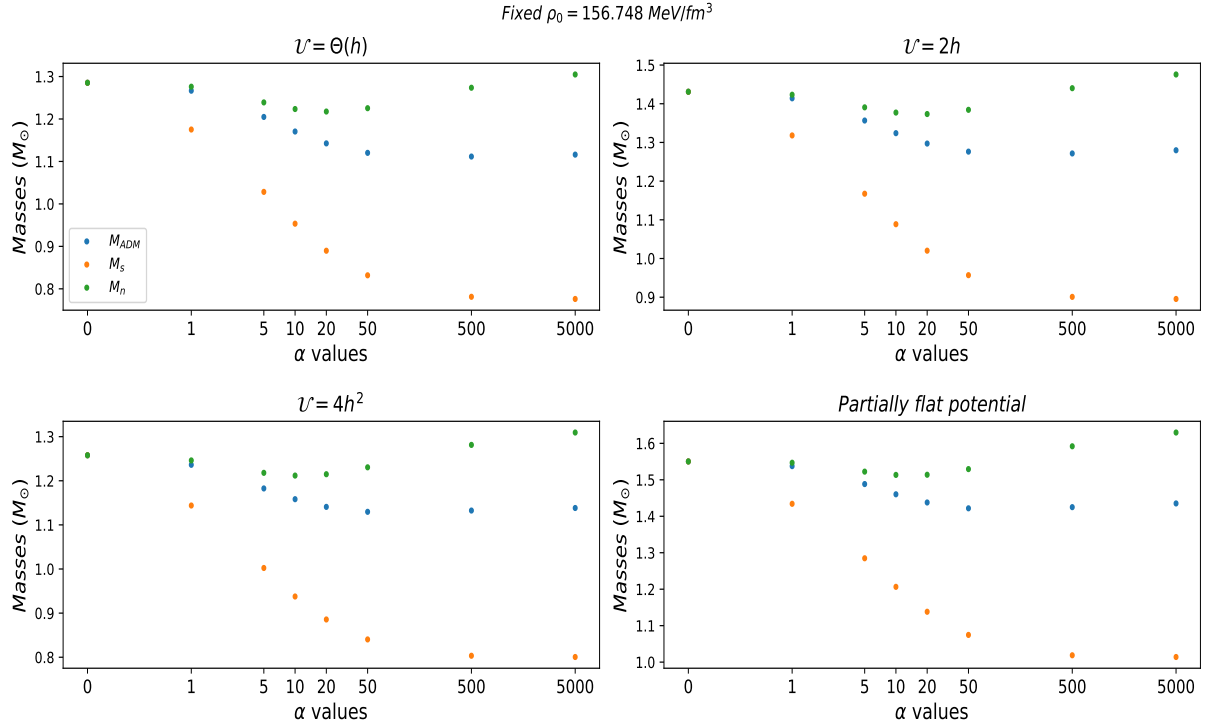 Fixed ρ₀ = 156.748 MeV/fm³
𝒰 = Θ(h)
1.3
1.2
1.1
1.0
0.9
0.8
Masses (M☉)
M_ADM
M_s
M_n
0 1 5 10 20 50 500 5000
α values
𝒰 = 2h
1.5
1.4
1.3
1.2
1.1
1.0
0.9
Masses (M☉)
0 1 5 10 20 50 500 5000
α values
𝒰 = 4h²
1.3
1.2
1.1
1.0
0.9
0.8
Masses (M☉)
0 1 5 10 20 50 500 5000
α values
Partially flat potential
1.6
1.5
1.4
1.3
1.2
1.1
1.0
Masses (M☉)
0 1 5 10 20 50 500 5000
α values